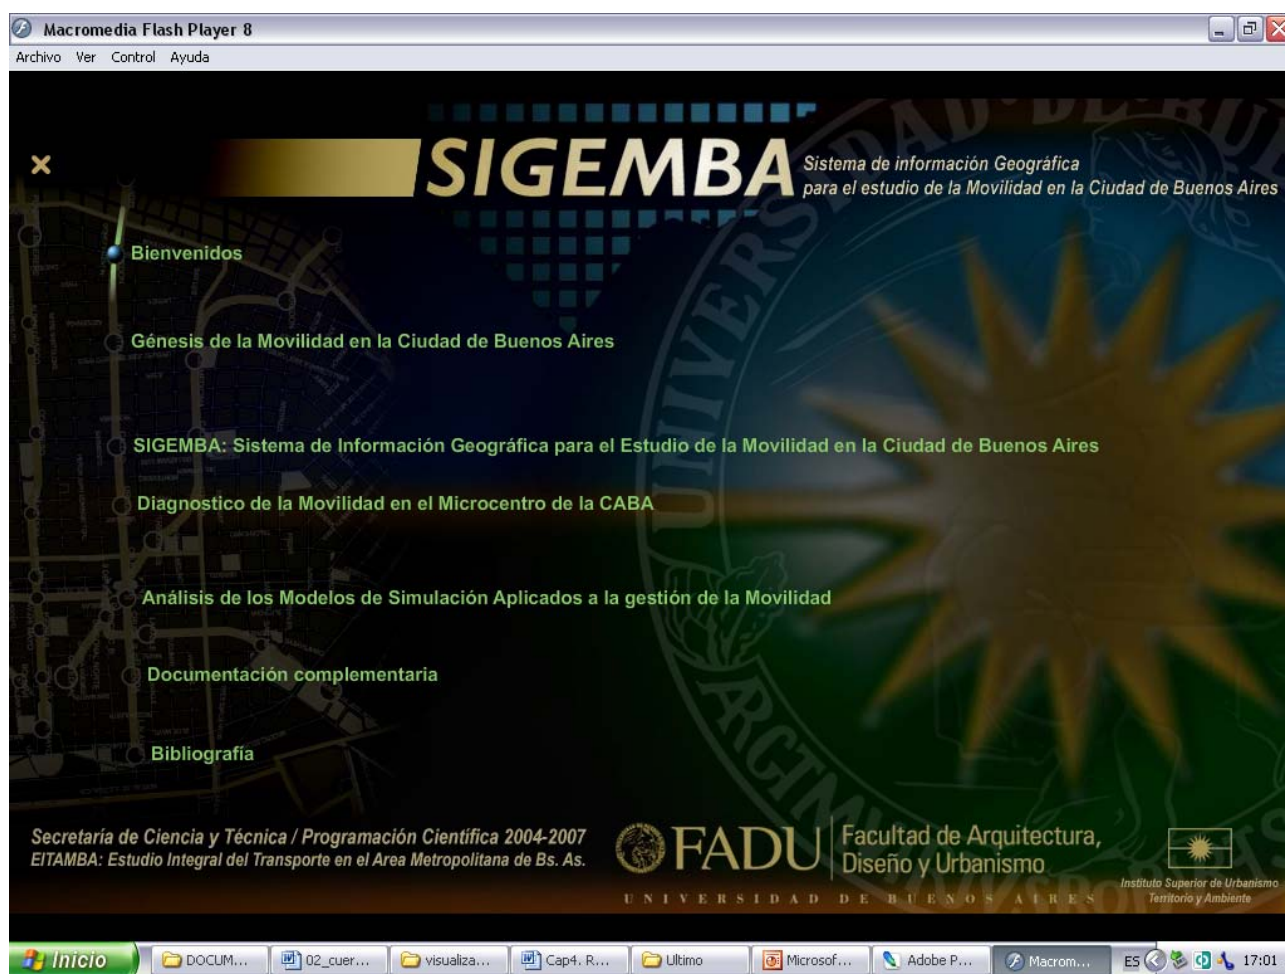 Macromedia Flash Player 8
Archivo Ver Control Ayuda
SIGEMBA
Sistema de información Geográfica
para el estudio de la Movilidad en la Ciudad de Buenos Aires
Bienvenidos
Génesis de la Movilidad en la Ciudad de Buenos Aires
SIGEMBA: Sistema de Información Geográfica para el Estudio de la Movilidad en la Ciudad de Buenos Aires
Diagnostico de la Movilidad en el Microcentro de la CABA
Análisis de los Modelos de Simulación Aplicados a la gestión de la Movilidad
Documentación complementaria
Bibliografía
Secretaría de Ciencia y Técnica / Programación Científica 2004-2007
EITAMBA: Estudio Integral del Transporte en el Area Metropolitana de Bs. As.
FADU
Facultad de Arquitectura,
Diseño y Urbanismo
UNIVERSIDAD DE BUENOS AIRES
Instituto Superior de Urbanismo
Territorio y Ambiente
Inicio DOCUM... 02_cuer... visualiza... Cap4. R... Ultimo Microsof... Adobe P... Macrom... ES 17:01